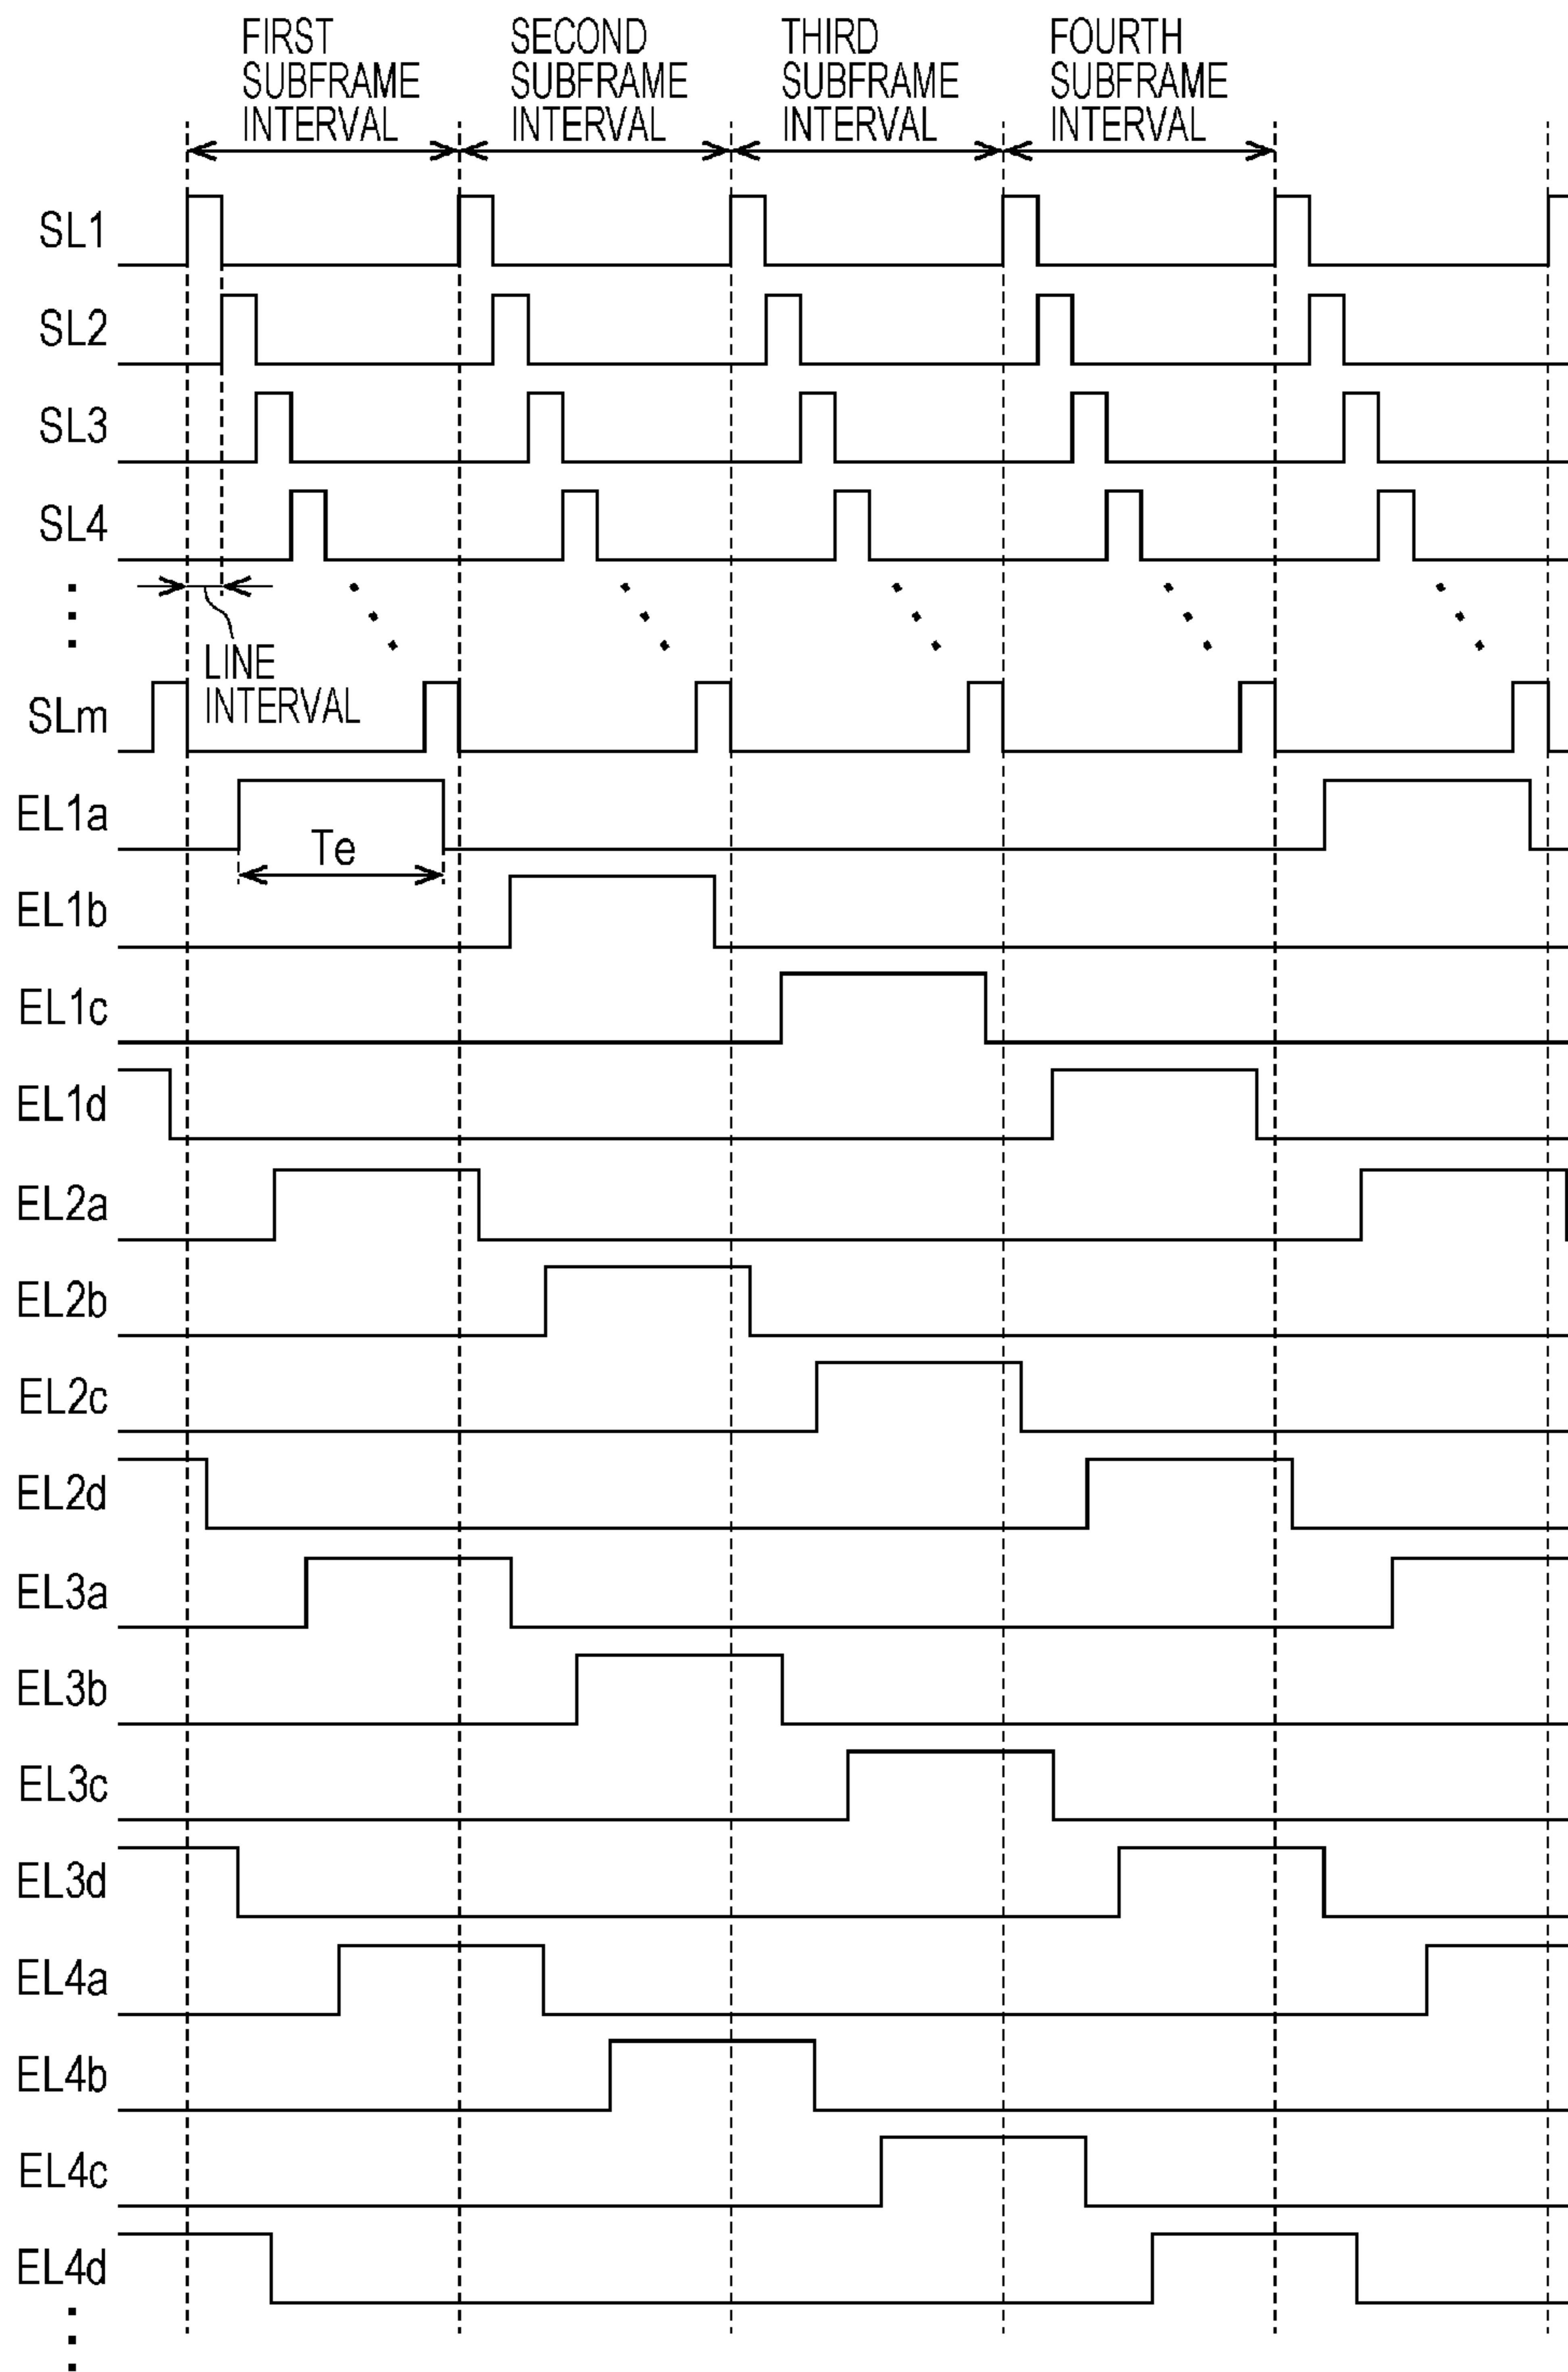 FIRST
SUBFRAME
INTERVAL
SECOND
SUBFRAME
INTERVAL
THIRD
SUBFRAME
INTERVAL
FOURTH
SUBFRAME
INTERVAL
SL1
SL2
SL3
SL4
LINE
INTERVAL
SLm
EL1a
Te
EL1b
EL1c
EL1d
EL2a
EL2b
EL2c
EL2d
EL3a
EL3b
EL3c
EL3d
EL4a
EL4b
EL4c
EL4d